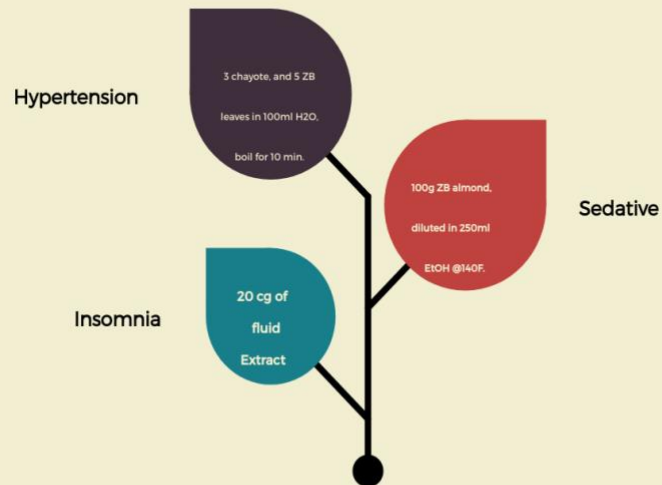 Hypertension
3 chayote, and 5 ZB
leaves in 100ml H2O,
boil for 10 min.
100g ZB almond,
diluted in 250ml
EtOH @140F.
Sedative
Insomnia
20 cg of
fluid
Extract